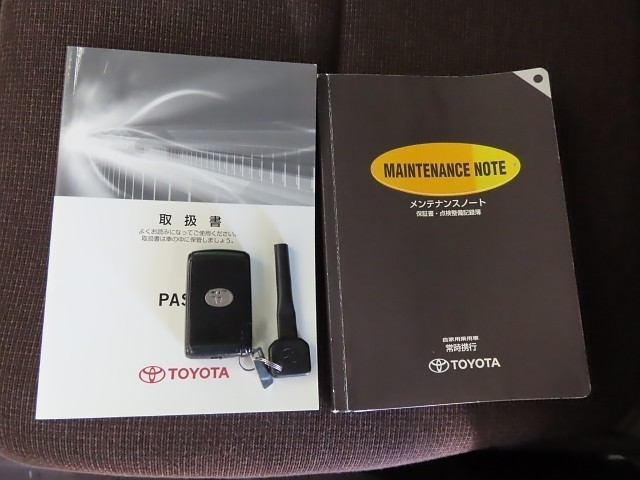 取扱書
よくお読みになってご使用ください。
取扱書は車の中に保管しましょう。
PAS
TOYOTA
MAINTENANCE NOTE
メンテナンスノート
保証書・点検整備記録簿
自家用乗用車
常時携行
TOYOTA